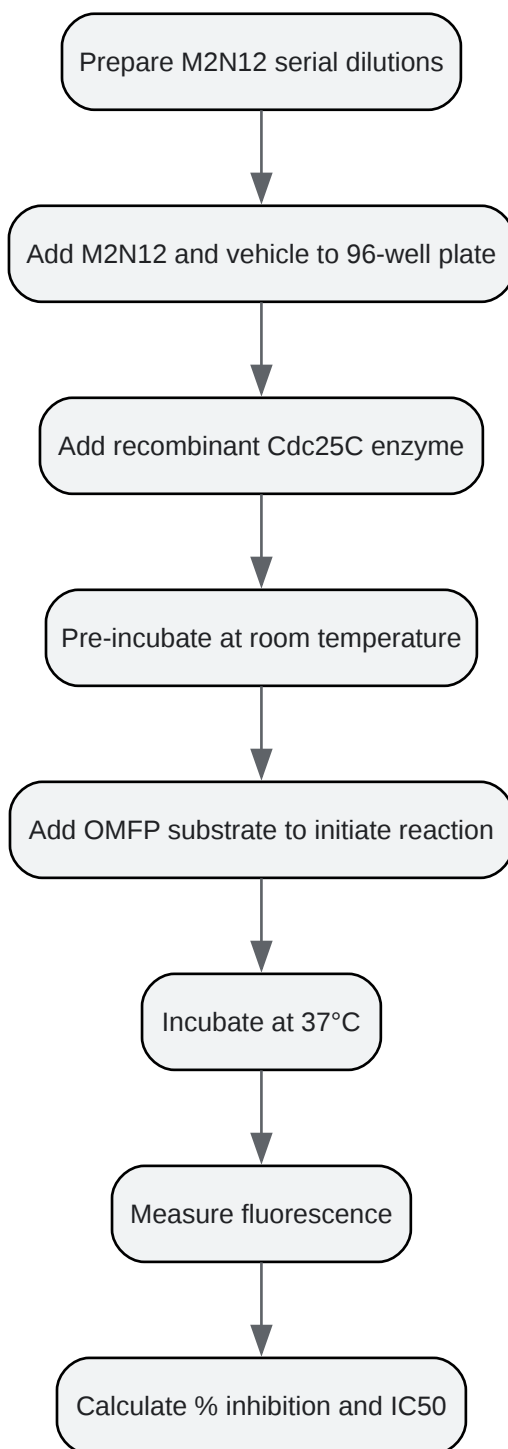 Prepare M2N12 serial dilutions
Add M2N12 and vehicle to 96-well plate
Add recombinant Cdc25C enzyme
Pre-incubate at room temperature
Add OMFP substrate to initiate reaction
Incubate at 37°C
Measure fluorescence
Calculate % inhibition and IC50